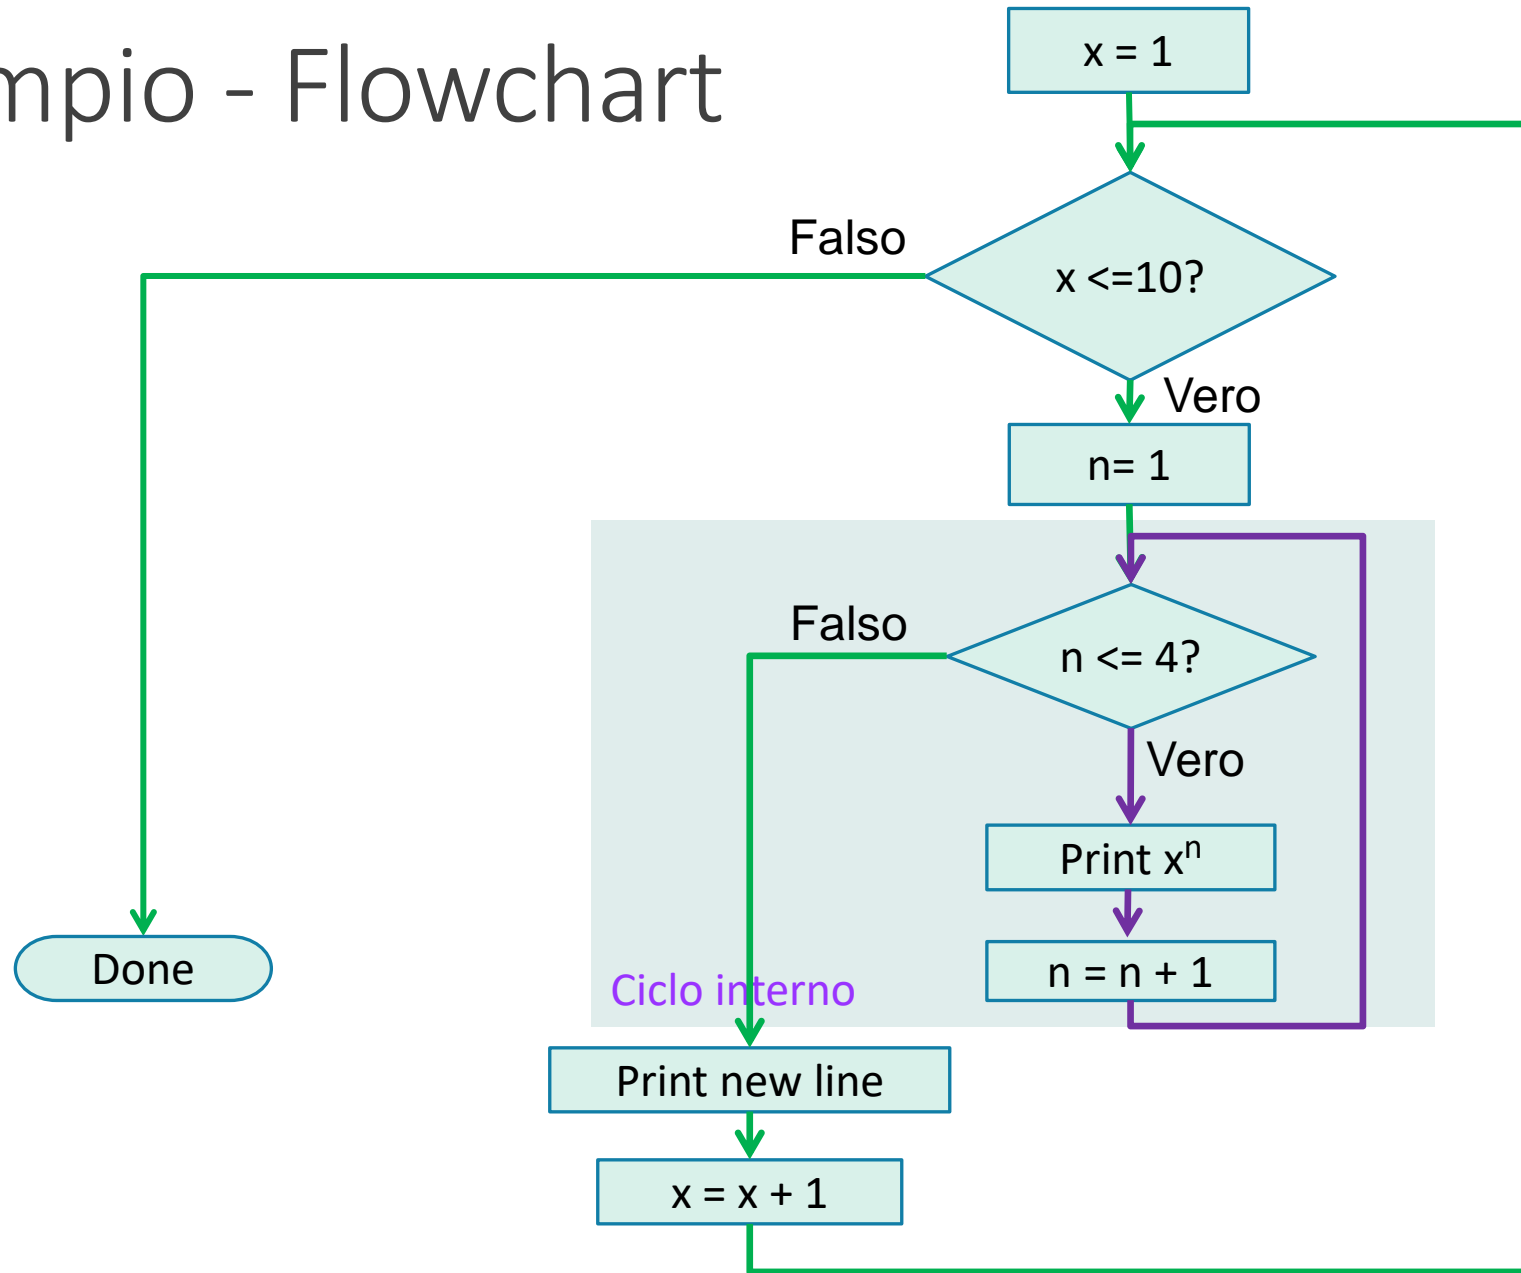 mpio - Flowchart
x = 1
Falso
x <=10?
Vero
n= 1
Falso
n <= 4?
Vero
Print xⁿ
n = n + 1
Done
Ciclo interno
Print new line
x = x + 1